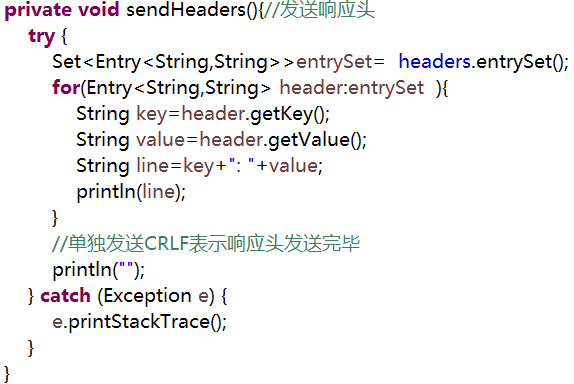 private void sendHeaders(){//发送响应头
try {
Set<Entry<String,String>>entrySet= headers.entrySet();
for(Entry<String,String> header:entrySet ){
String key=header.getKey();
String value=header.getValue();
String line=key+": "+value;
println(line);
}
//单独发送CRLF表示响应头发送完毕
println("");
} catch (Exception e) {
e.printStackTrace();
}
}